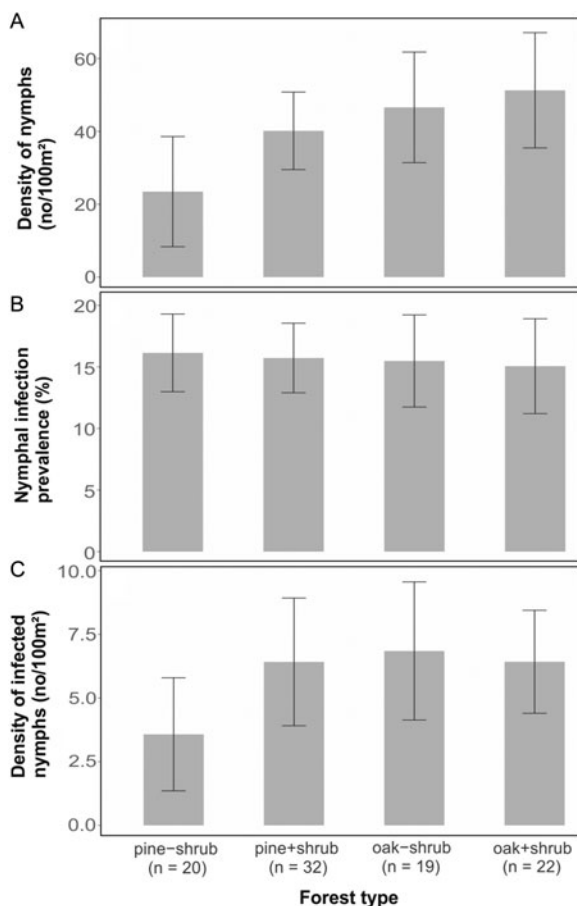 A
Density of nymphs
(no/100m²)
60
40
20
0
B
Nymphal infection
prevalence (%)
20
15
10
5
0
C
Density of infected
nymphs (no/100m²)
10.0
7.5
5.0
2.5
0.0
pine−shrub
(n = 20)
pine+shrub
(n = 32)
oak−shrub
(n = 19)
oak+shrub
(n = 22)
Forest type